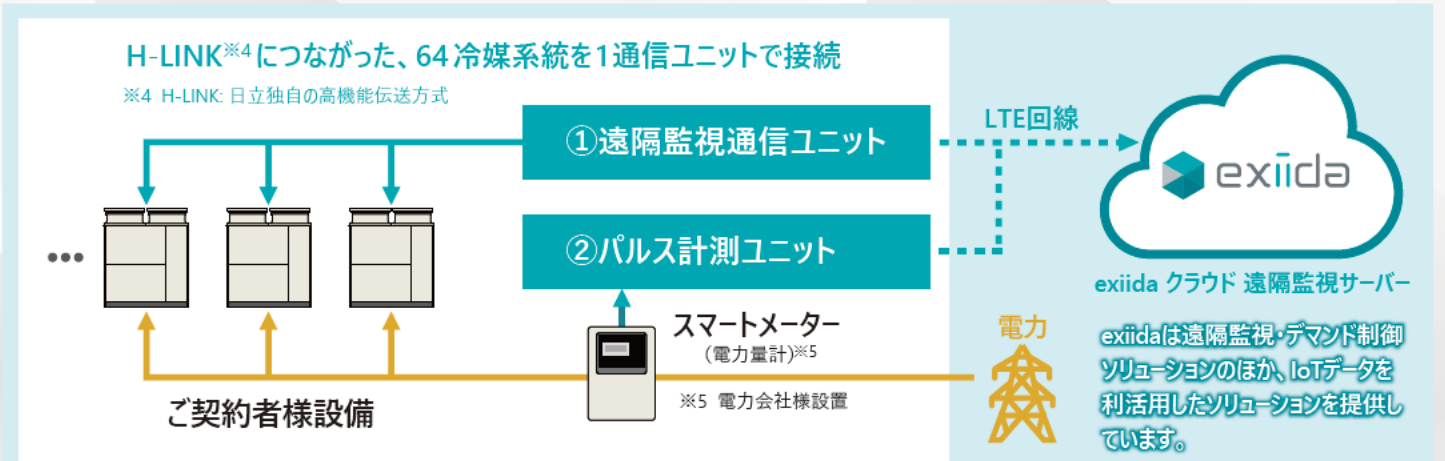 H-LINK※4につながった、64冷媒系統を1通信ユニットで接続
※4 H-LINK: 日立独自の高機能伝送方式
①遠隔監視通信ユニット
LTE回線
exiida
②パルス計測ユニット
exiida クラウド 遠隔監視サーバー
スマートメーター
(電力量計)※5
※5 電力会社様設置
電力
ご契約者様設備
exiidaは遠隔監視・デマンド制御
ソリューションのほか、IoTデータを
利活用したソリューションを提供し
ています。